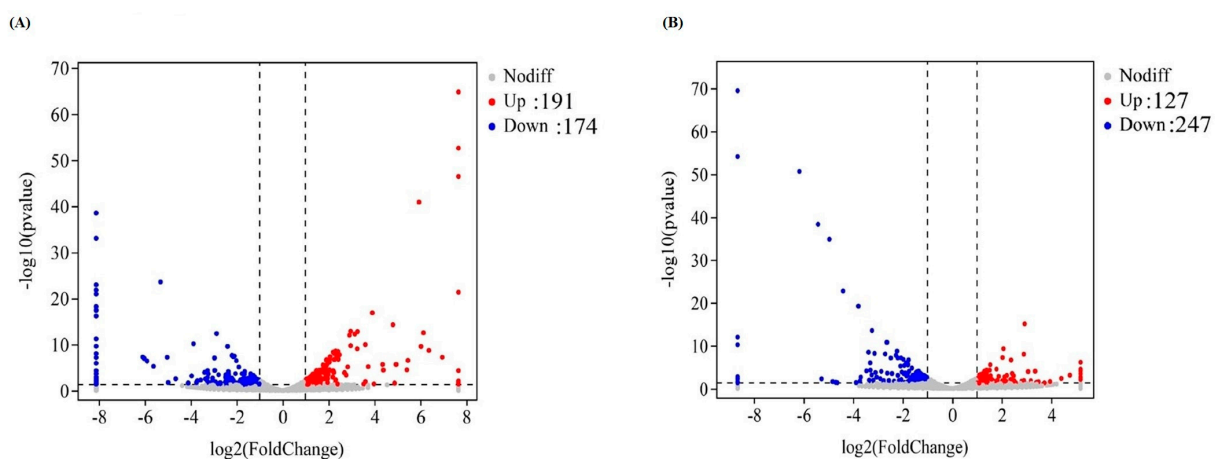 (A)
70
60
50
40
30
20
10
0
-log10(pvalue)
-8
-6
-4
-2
0
2
4
6
8
log2(FoldChange)
Nodiff
Up :191
Down :174
(B)
70
60
50
40
30
20
10
0
-log10(pvalue)
-8
-6
-4
-2
0
2
4
log2(FoldChange)
Nodiff
Up :127
Down :247